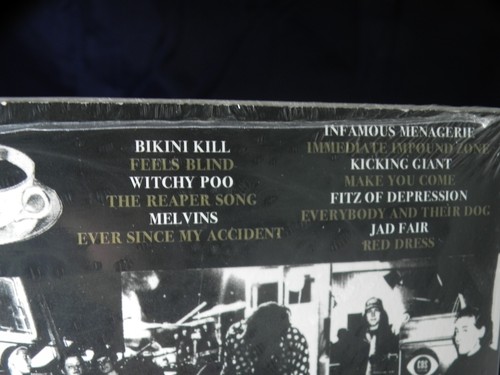 BIKINI KILL
FEELS BLIND
WITCHY POO
THE REAPER SONG
MELVINS
EVER SINCE MY ACCIDENT
INFAMOUS MENAGERIE
IMMEDIATE IMPOUND ZONE
KICKING GIANT
MAKE YOU COME
FITZ OF DEPRESSION
EVERYBODY AND THEIR DOG
JAD FAIR
RED DRESS
CBS